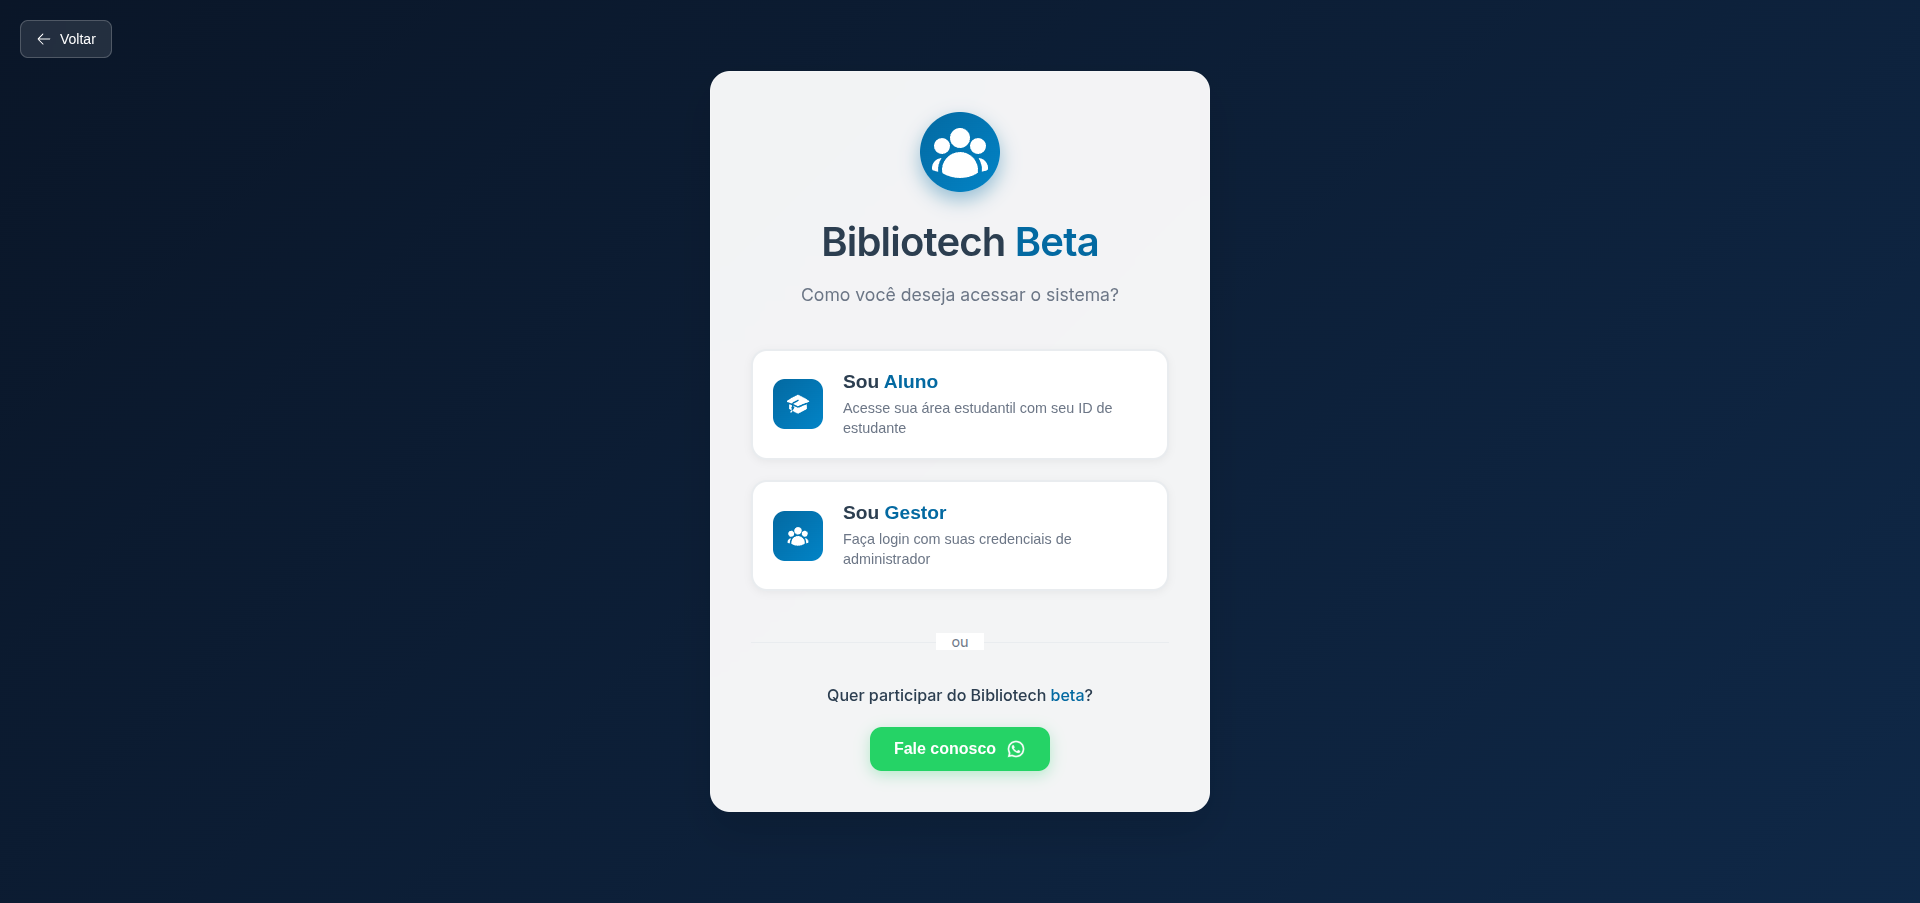 Voltar
Bibliotech Beta
Como você deseja acessar o sistema?
Sou Aluno
Acesse sua área estudantil com seu ID de
estudante
Sou Gestor
Faça login com suas credenciais de
administrador
ou
Quer participar do Bibliotech beta?
Fale conosco